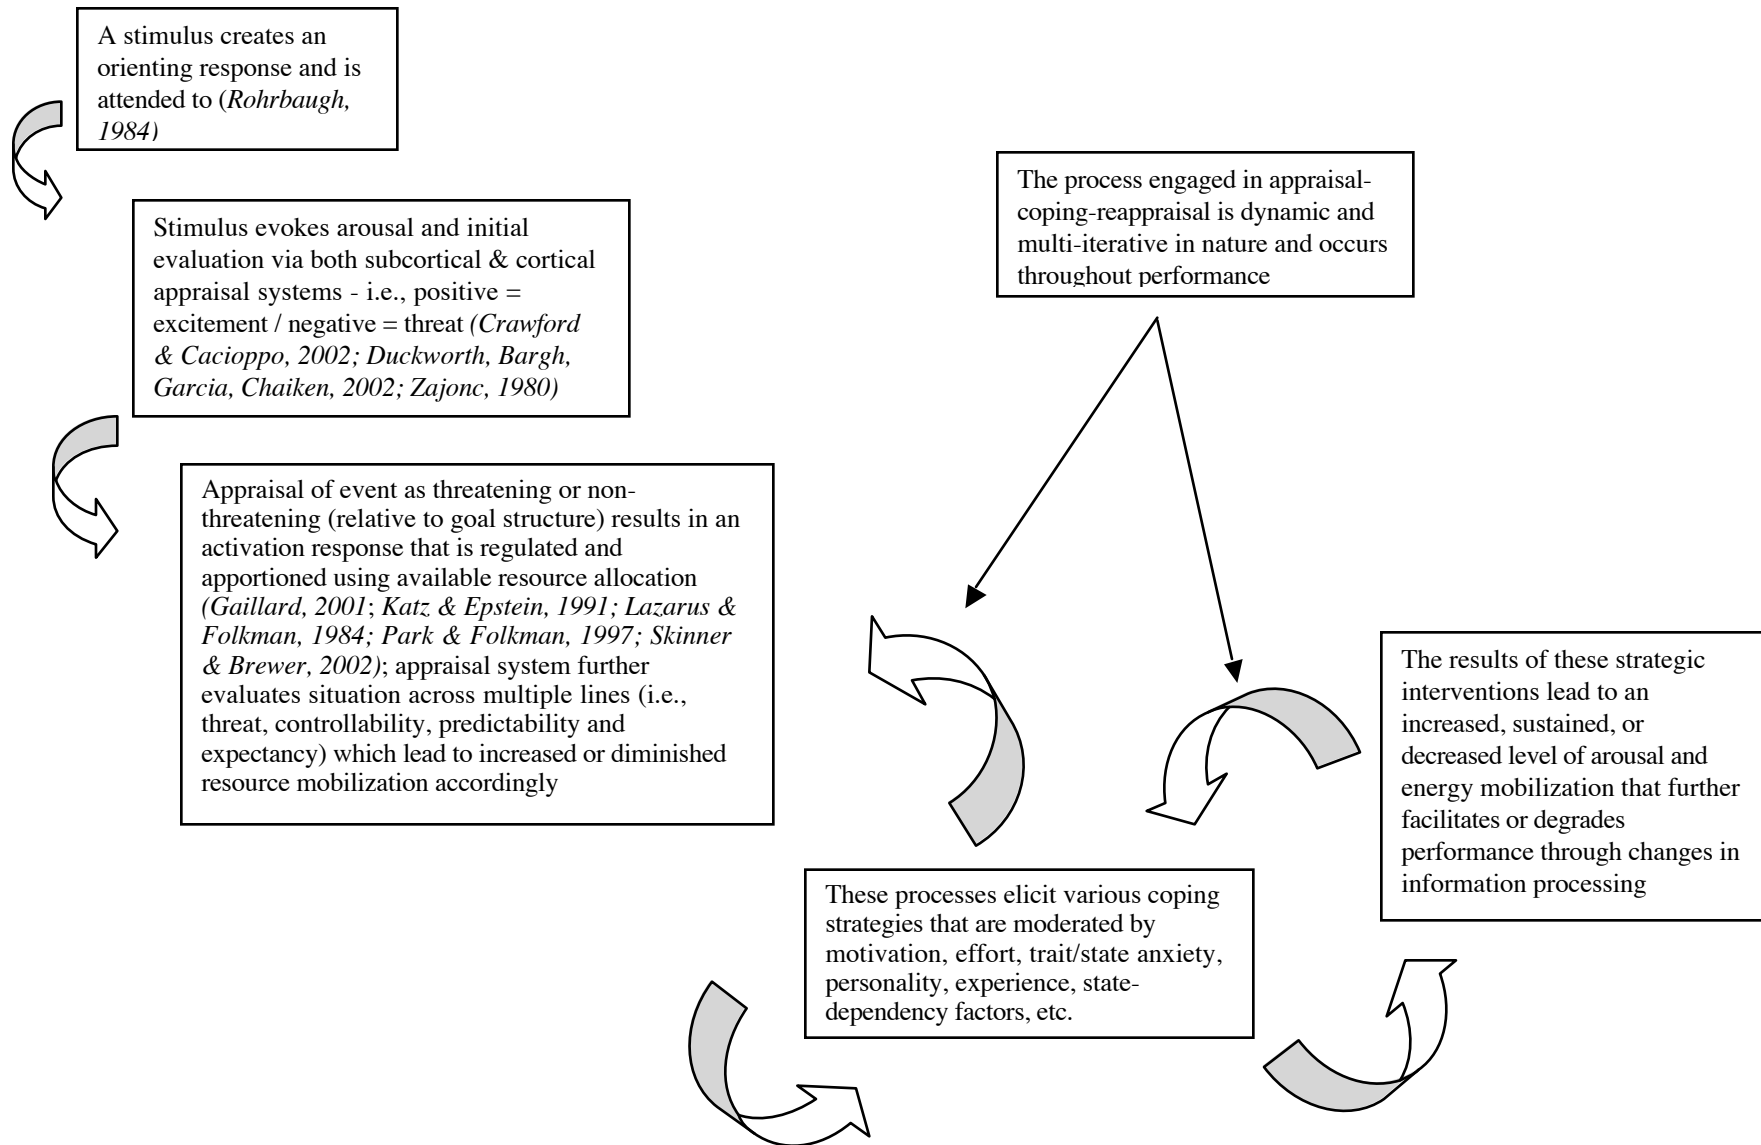 A stimulus creates an
orienting response and is
attended to (Rohrbaugh,
1984)
Stimulus evokes arousal and initial
evaluation via both subcortical & cortical
appraisal systems - i.e., positive =
excitement / negative = threat (Crawford
& Cacioppo, 2002; Duckworth, Bargh,
Garcia, Chaiken, 2002; Zajonc, 1980)
Appraisal of event as threatening or non-
threatening (relative to goal structure) results in an
activation response that is regulated and
apportioned using available resource allocation
(Gaillard, 2001; Katz & Epstein, 1991; Lazarus &
Folkman, 1984; Park & Folkman, 1997; Skinner
& Brewer, 2002); appraisal system further
evaluates situation across multiple lines (i.e.,
threat, controllability, predictability and
expectancy) which lead to increased or diminished
resource mobilization accordingly
The process engaged in appraisal-
coping-reappraisal is dynamic and
multi-iterative in nature and occurs
throughout performance
These processes elicit various coping
strategies that are moderated by
motivation, effort, trait/state anxiety,
personality, experience, state-
dependency factors, etc.
The results of these strategic
interventions lead to an
increased, sustained, or
decreased level of arousal and
energy mobilization that further
facilitates or degrades
performance through changes in
information processing